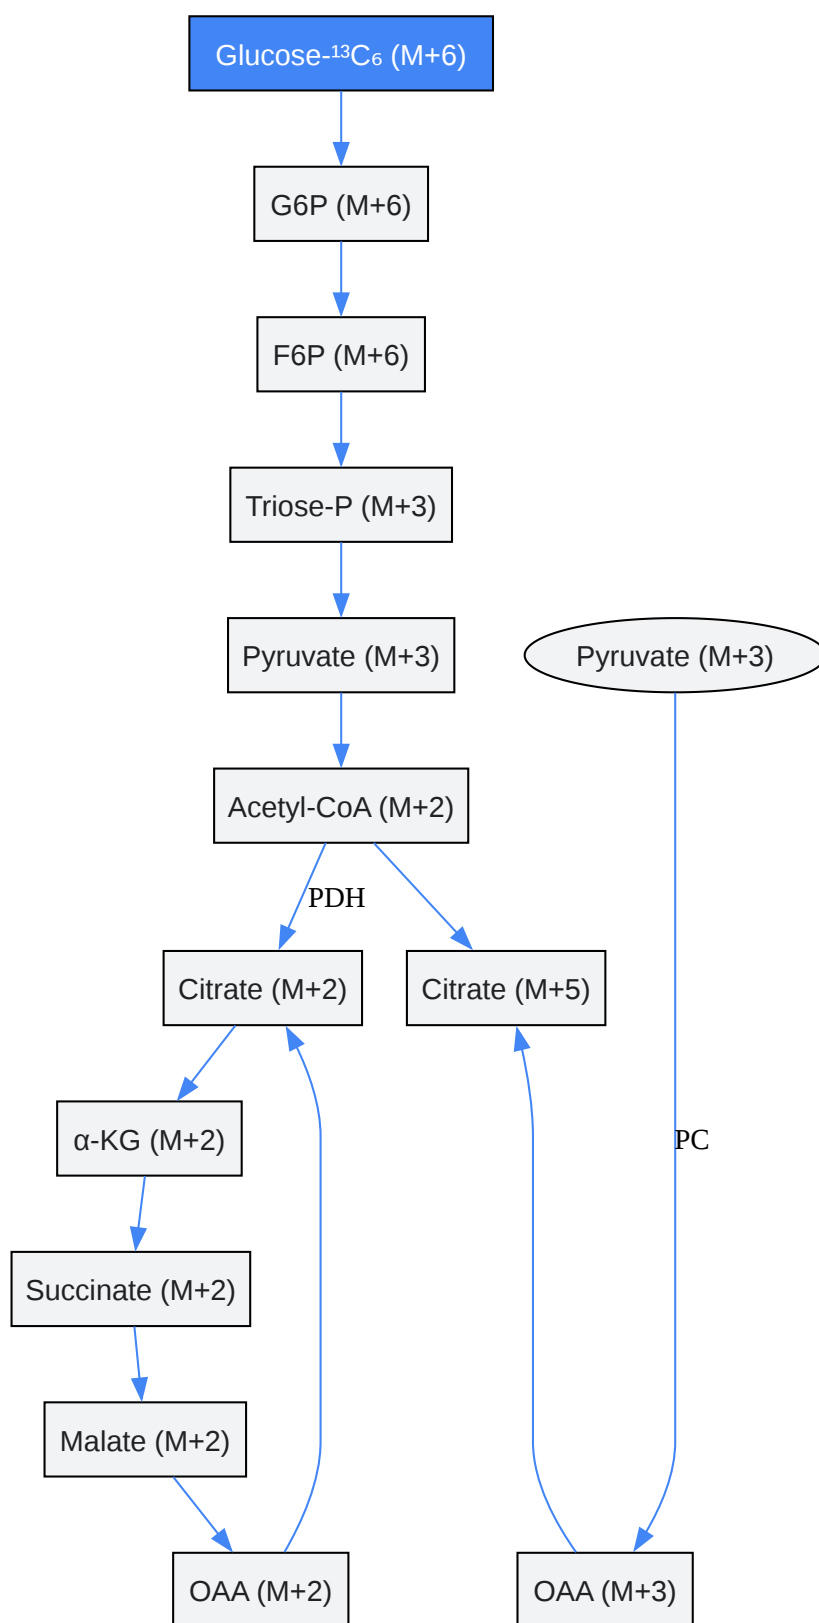 Glucose-¹³C₆ (M+6)
G6P (M+6)
F6P (M+6)
Triose-P (M+3)
Pyruvate (M+3)
Pyruvate (M+3)
Acetyl-CoA (M+2)
PDH
Citrate (M+2)
Citrate (M+5)
α-KG (M+2)
PC
Succinate (M+2)
Malate (M+2)
OAA (M+2)
OAA (M+3)